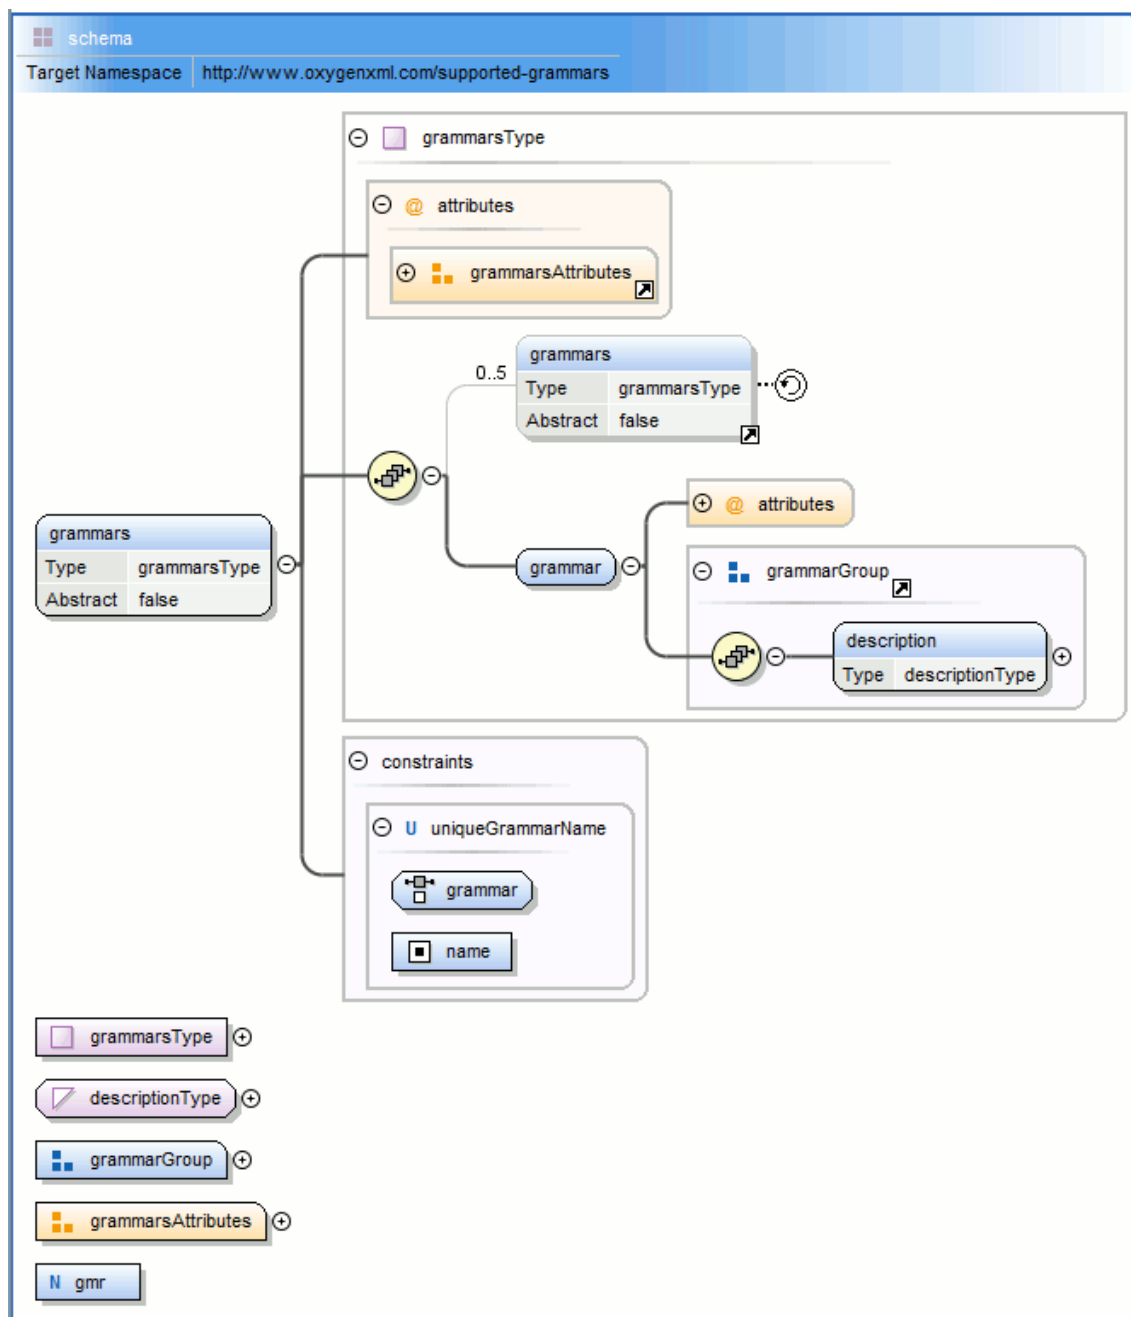 schema
Target Namespace http://www.oxygenxml.com/supported-grammars
grammarsType
@ attributes
grammarsAttributes
0..5
grammars
Type grammarsType
Abstract false
@ attributes
grammars
Type grammarsType
Abstract false
grammar
grammarGroup
description
Type descriptionType
constraints
U uniqueGrammarName
grammar
name
grammarsType
descriptionType
grammarGroup
grammarsAttributes
N gmr